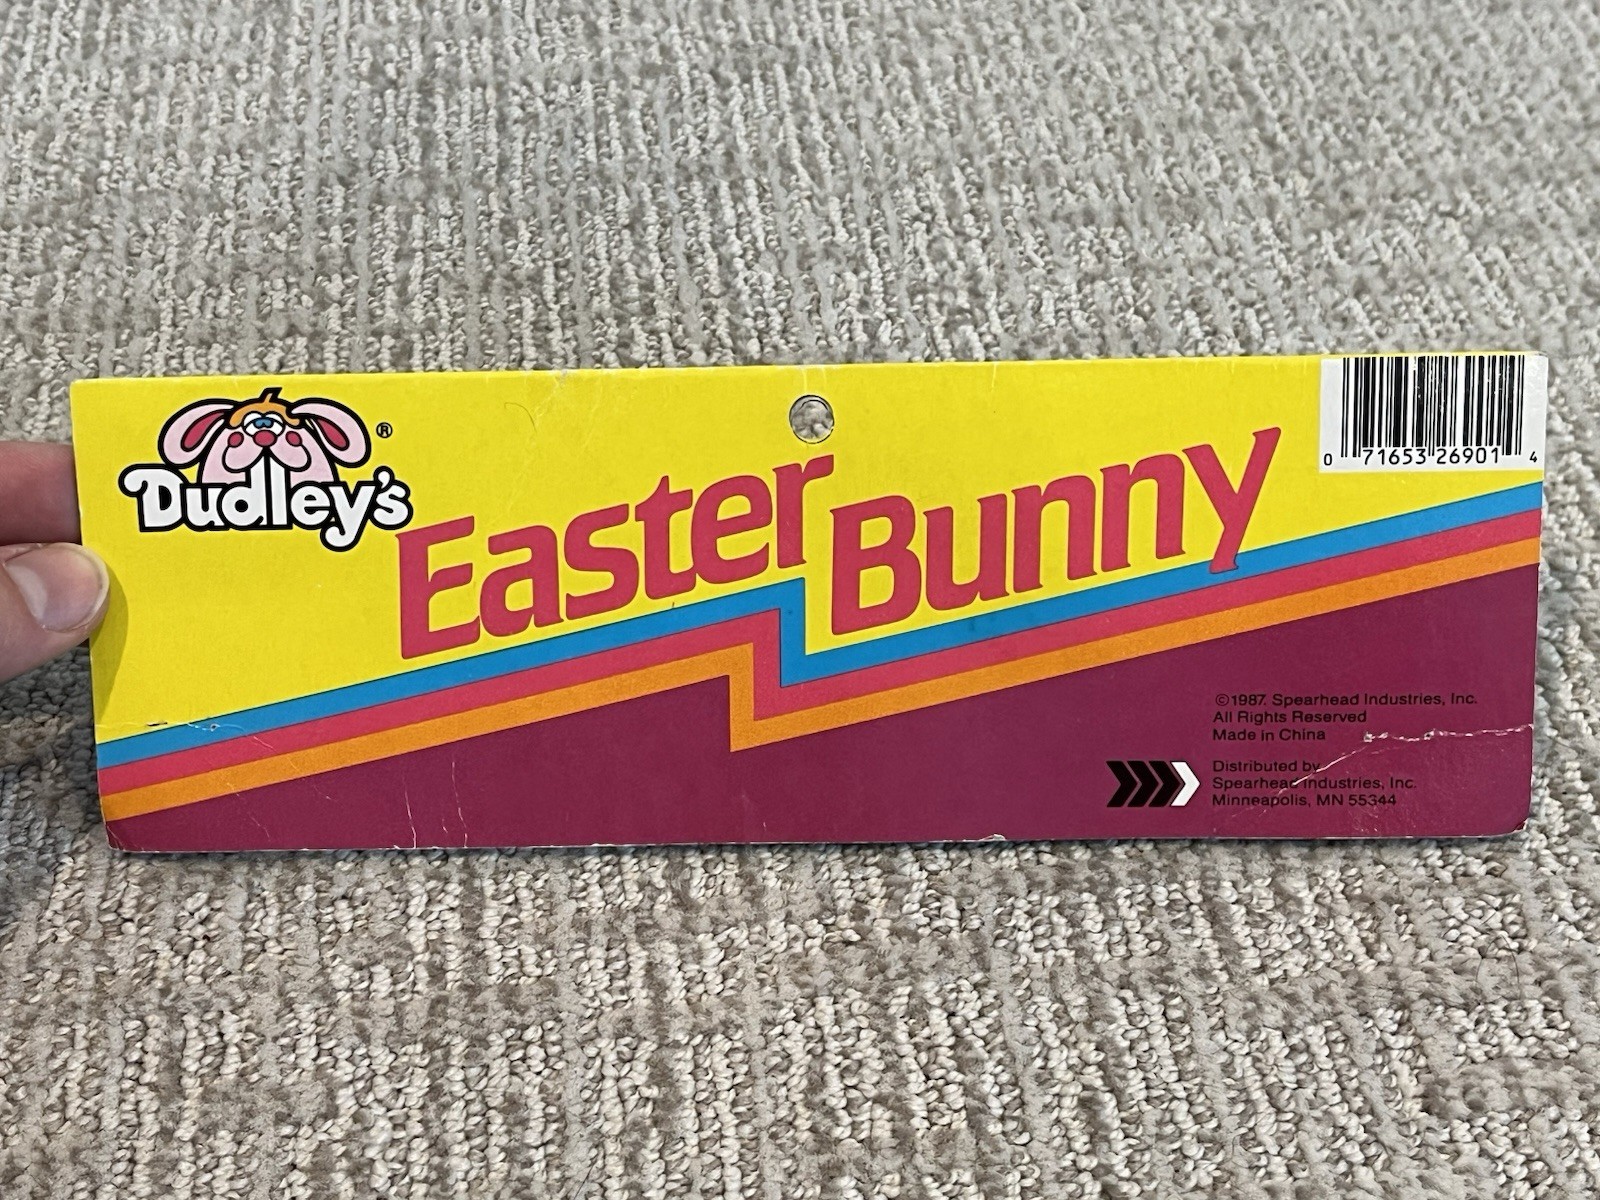 Dudley's ®
Easter Bunny
0 71653 26901 4
©1987. Spearhead Industries, Inc.
All Rights Reserved
Made in China
Distributed by
Spearhead Industries, Inc.
Minneapolis, MN 55344